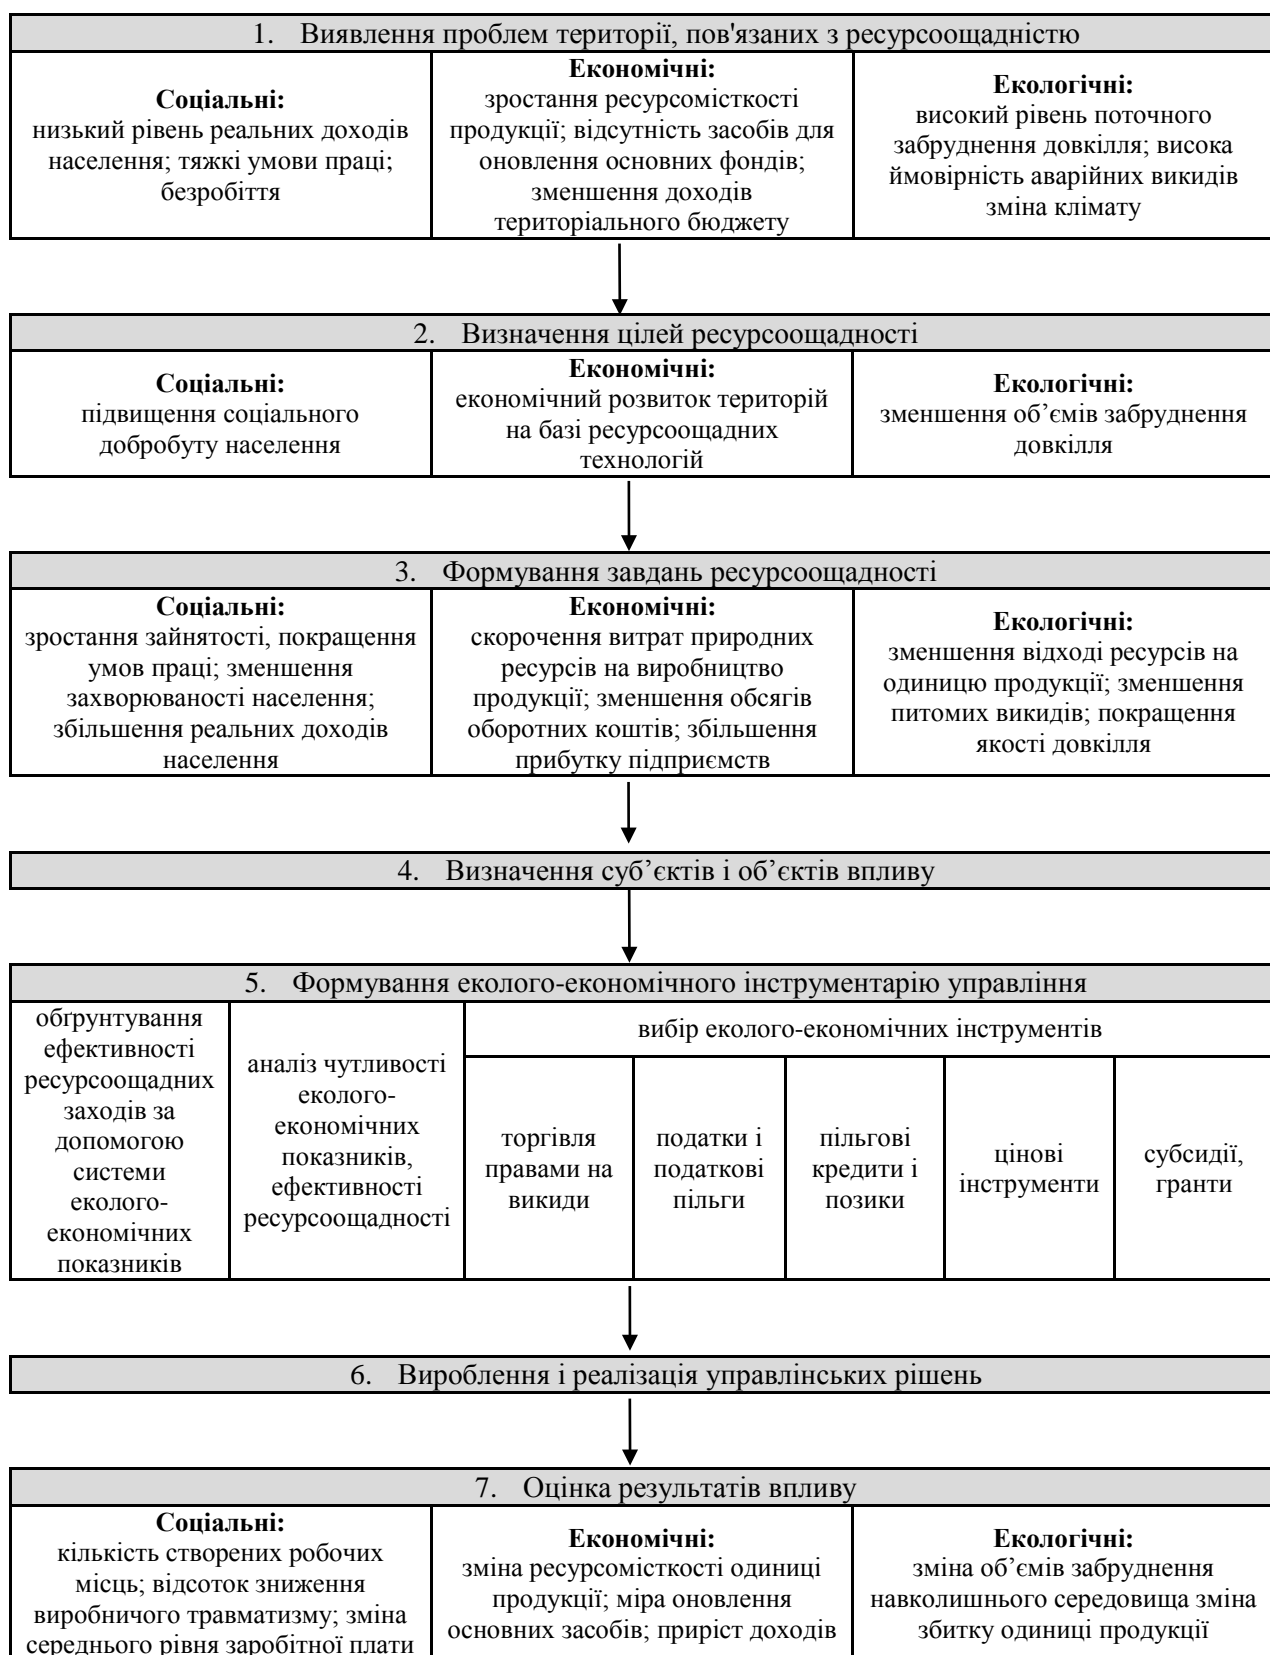 1. Виявлення проблем території, пов'язаних з ресурсоощадністю
Соціальні:
низький рівень реальних доходів
населення; тяжкі умови праці;
безробіття
Економічні:
зростання ресурсомісткості
продукції; відсутність засобів для
оновлення основних фондів;
зменшення доходів
територіального бюджету
Екологічні:
високий рівень поточного
забруднення довкілля; висока
ймовірність аварійних викидів
зміна клімату
2. Визначення цілей ресурсоощадності
Соціальні:
підвищення соціального
добробуту населення
Економічні:
економічний розвиток територій
на базі ресурсоощадних
технологій
Екологічні:
зменшення об’ємів забруднення
довкілля
3. Формування завдань ресурсоощадності
Соціальні:
зростання зайнятості, покращення
умов праці; зменшення
захворюваності населення;
збільшення реальних доходів
населення
Економічні:
скорочення витрат природних
ресурсів на виробництво
продукції; зменшення обсягів
оборотних коштів; збільшення
прибутку підприємств
Екологічні:
зменшення відході ресурсів на
одиницю продукції; зменшення
питомих викидів; покращення
якості довкілля
4. Визначення суб’єктів і об’єктів впливу
5. Формування еколого-економічного інструментарію управління
обґрунтування
ефективності
ресурсоощадних
заходів за
допомогою
системи
еколого-
економічних
показників
аналіз чутливості
еколого-
економічних
показників,
ефективності
ресурсоощадності
вибір еколого-економічних інструментів
торгівля
правами на
викиди
податки і
податкові
пільги
пільгові
кредити і
позики
цінові
інструменти
субсидії,
гранти
6. Вироблення і реалізація управлінських рішень
7. Оцінка результатів впливу
Соціальні:
кількість створених робочих
місць; відсоток зниження
виробничого травматизму; зміна
середнього рівня заробітної плати
Економічні:
зміна ресурсомісткості одиниці
продукції; міра оновлення
основних засобів; приріст доходів
Екологічні:
зміна об’ємів забруднення
навколишнього середовища зміна
збитку одиниці продукції